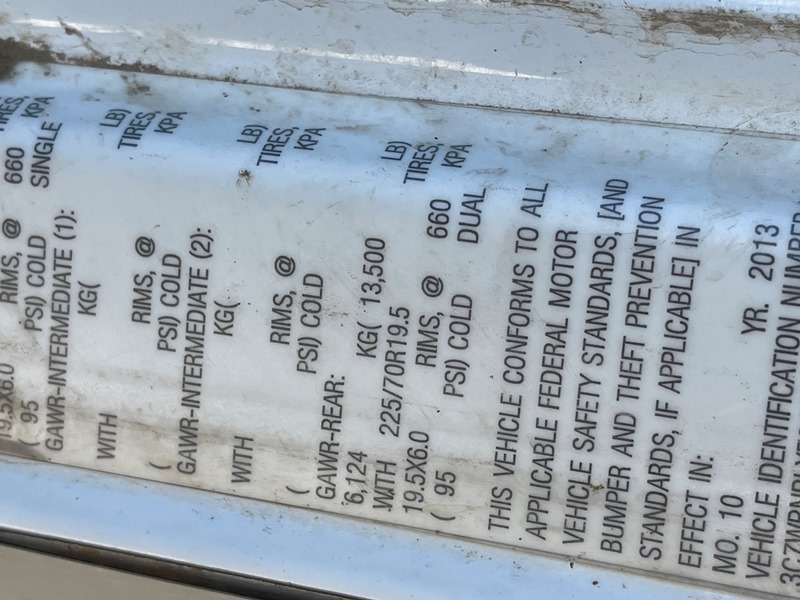 19.5X6.0 RIMS, @ 660 KPA
( 95 PSI) COLD SINGLE
GAWR-INTERMEDIATE (1):
KG( LB)
WITH TIRES,
RIMS, @ KPA
( PSI) COLD
GAWR-INTERMEDIATE (2):
KG( LB)
WITH TIRES,
RIMS, @ KPA
( PSI) COLD
GAWR-REAR:
6,124 KG( 13,500 LB)
WITH 225/70R19.5 TIRES,
19.5X6.0 RIMS, @ 660 KPA
( 95 PSI) COLD DUAL
THIS VEHICLE CONFORMS TO ALL
APPLICABLE FEDERAL MOTOR
VEHICLE SAFETY STANDARDS, [AND
BUMPER AND THEFT PREVENTION
STANDARDS, IF APPLICABLE] IN
EFFECT IN:
MO. 10 YR. 2013
VEHICLE IDENTIFICATION NUMBER